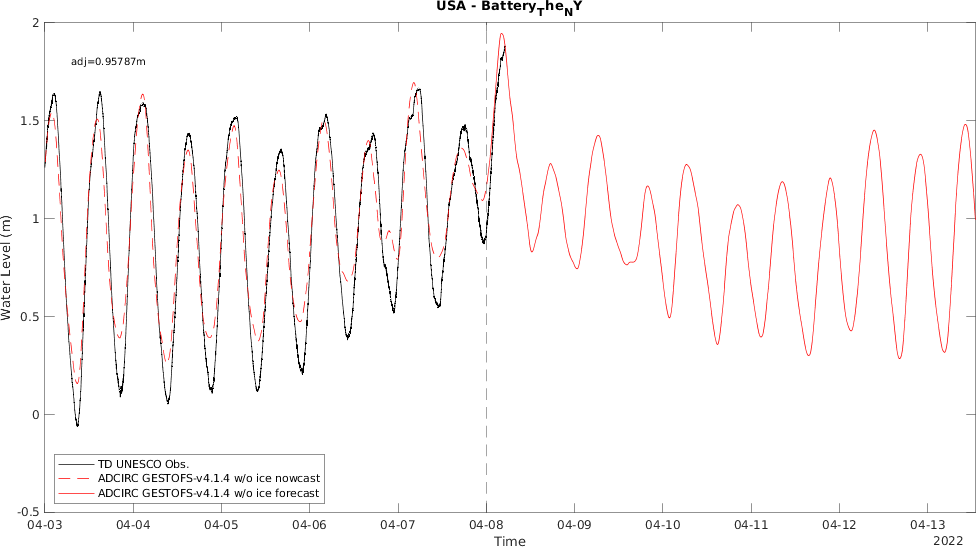 USA - BatteryTheNY
adj=0.95787m
2
1.5
1
0.5
0
-0.5
Water Level (m)
TD UNESCO Obs.
ADCIRC GESTOFS-v4.1.4 w/o ice nowcast
ADCIRC GESTOFS-v4.1.4 w/o ice forecast
04-03 04-04 04-05 04-06 04-07 04-08 04-09 04-10 04-11 04-12 04-13
Time
2022